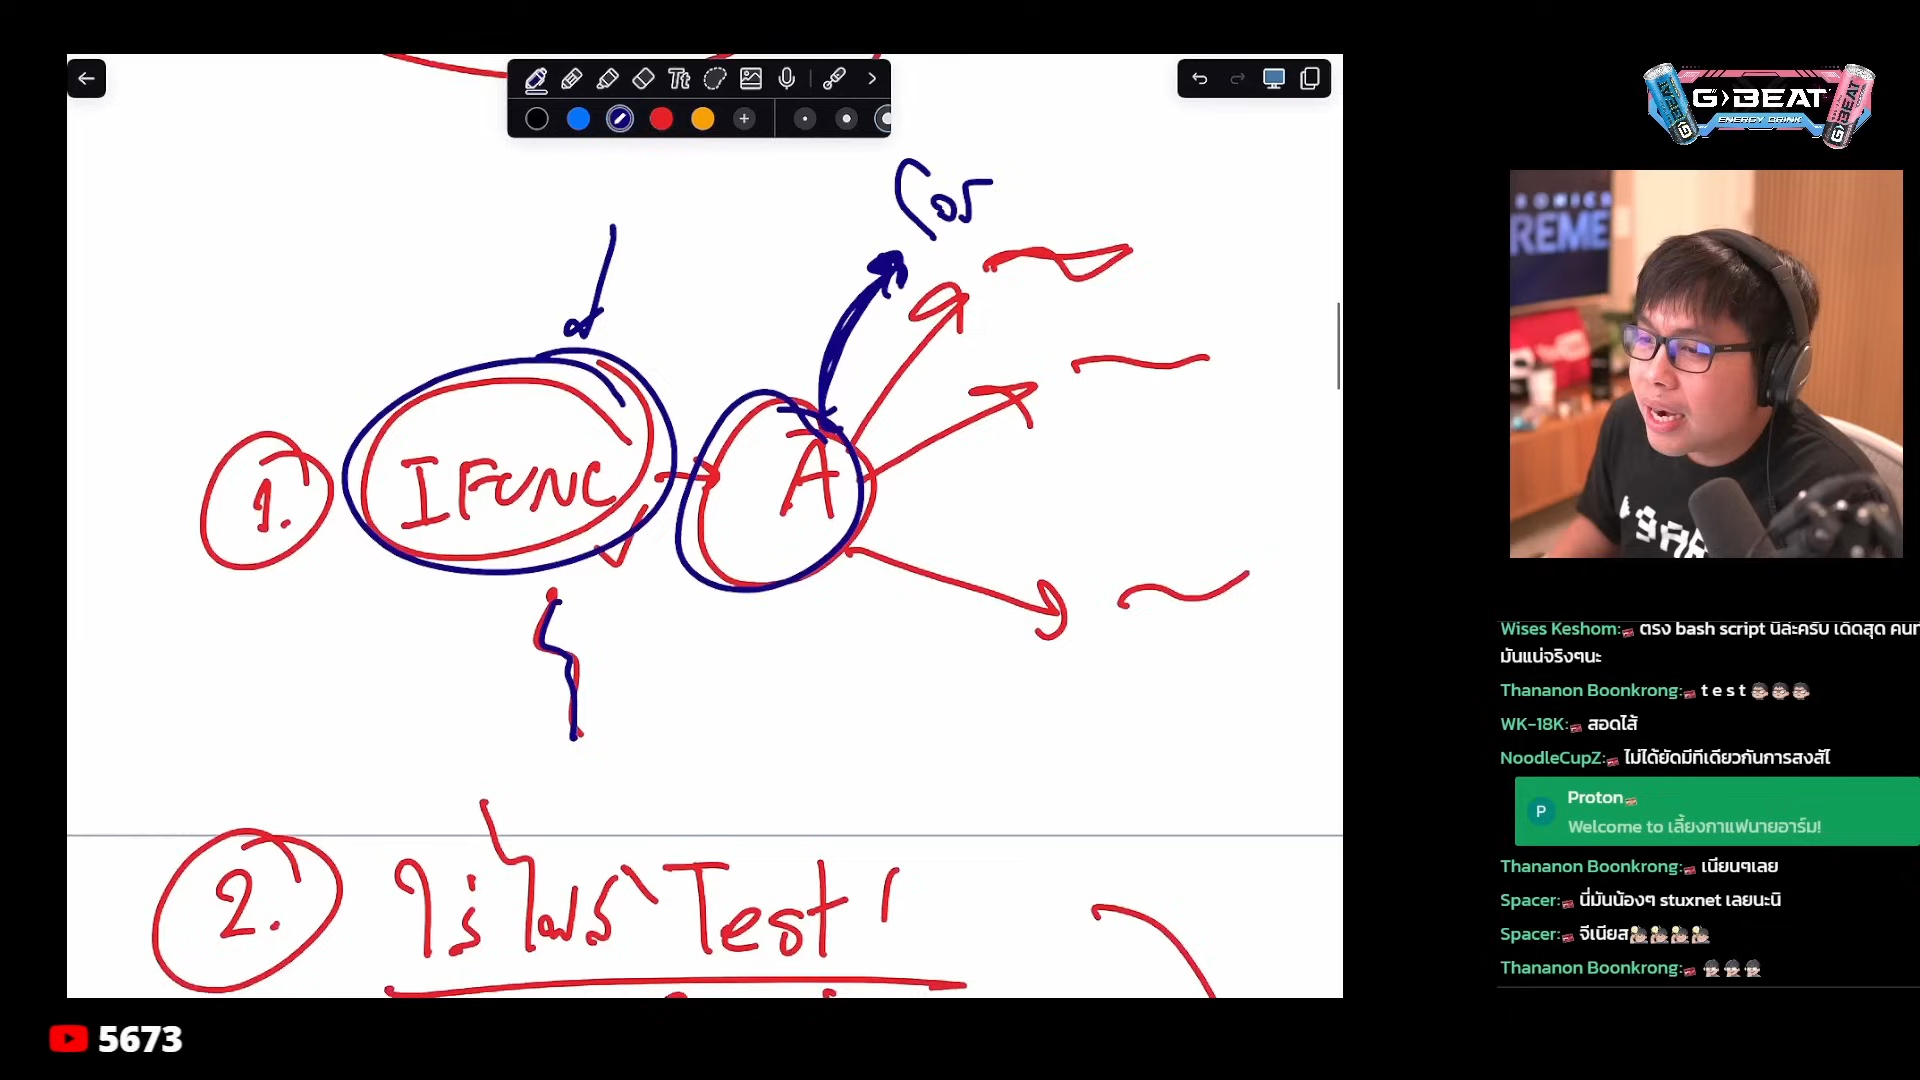 Tt
โจร
1.
IFUNC
A
2.
ใส่ไฟล์ "Test"
G>BEAT
ENERGY DRINK
REME
Wises Keshom: ตรง bash script นี่ละครับ เด็ดสุด คนท
มันแน่จริงๆนะ
Thananon Boonkrong: t e s t
WK-18K: สอดไส้
NoodleCupZ: ไม่ได้ยัดมีทีเดียวกันการสงสัไ
P
Proton
Welcome to เลี้ยงกาแฟนายอาร์ม!
Thananon Boonkrong: เนียนๆเลย
Spacer: นี่มันน้องๆ stuxnet เลยนะนิ
Spacer: จีเนียส
Thananon Boonkrong:
5673